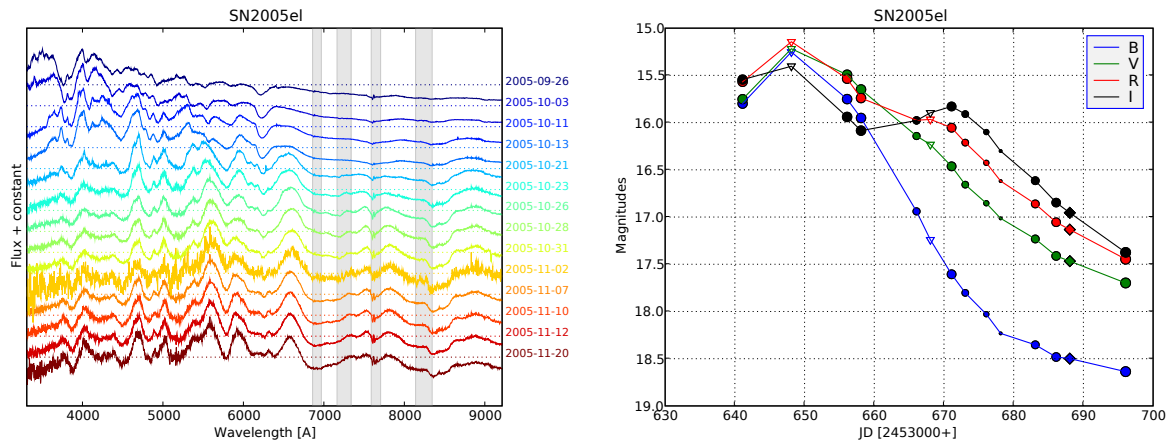 SN2005el
Flux + constant
2005-09-26
2005-10-03
2005-10-11
2005-10-13
2005-10-21
2005-10-23
2005-10-26
2005-10-28
2005-10-31
2005-11-02
2005-11-07
2005-11-10
2005-11-12
2005-11-20
4000 5000 6000 7000 8000 9000
Wavelength [A]
SN2005el
Magnitudes
15.0
15.5
16.0
16.5
17.0
17.5
18.0
18.5
19.0
B
V
R
I
630 640 650 660 670 680 690 700
JD [2453000+]